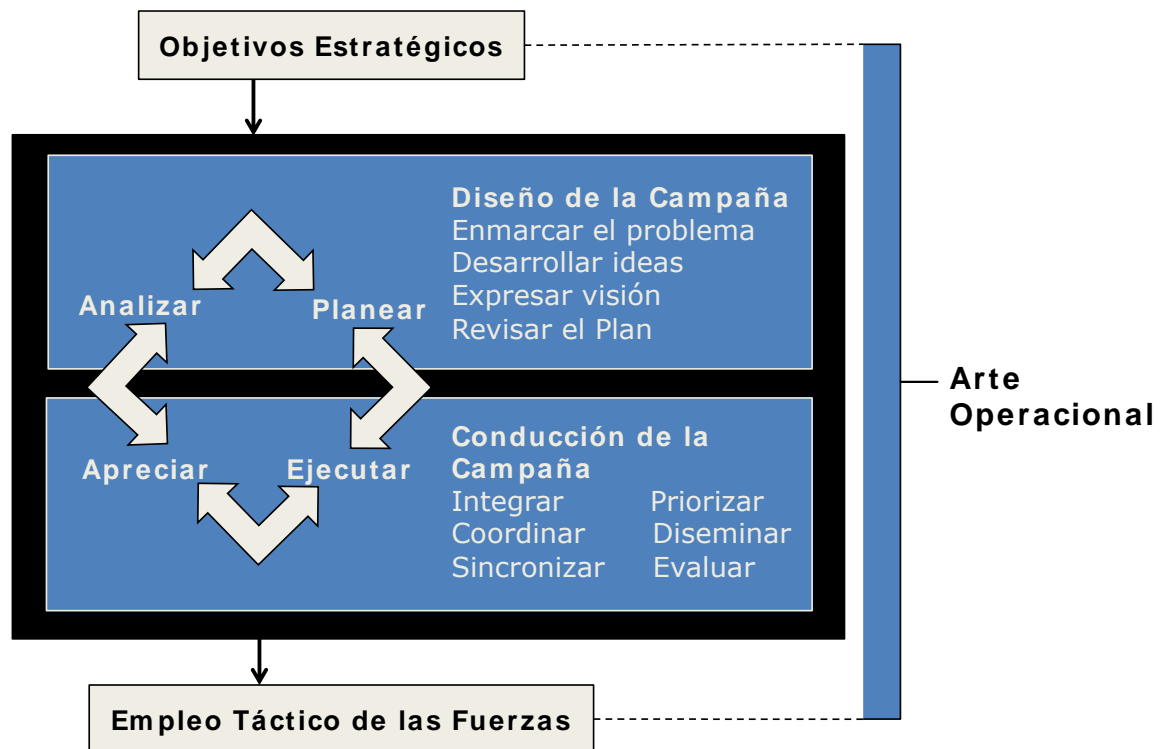 Objetivos Estratégicos
Diseño de la Campaña
Enmarcar el problema
Desarrollar ideas
Expresar visión
Revisar el Plan
Analizar
Planear
Arte
Operacional
Conducción de la
Campaña
Apreciar
Ejecutar
Integrar Priorizar
Coordinar Diseminar
Sincronizar Evaluar
Empleo Táctico de las Fuerzas